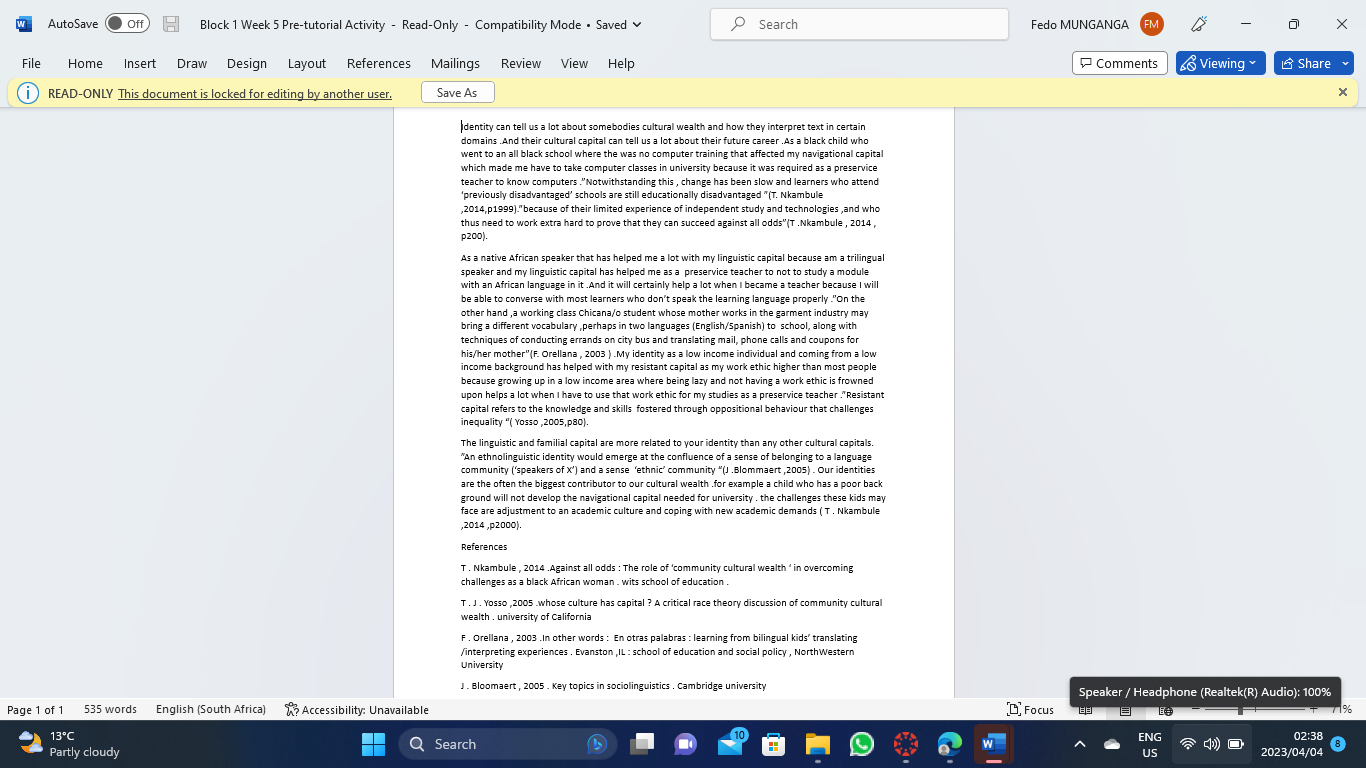 AutoSave Off Block 1 Week 5 Pre-tutorial Activity - Read-Only - Compatibility Mode • Saved Search Fedo MUNGANGA FM
File Home Insert Draw Design Layout References Mailings Review View Help Comments Viewing Share
READ-ONLY This document is locked for editing by another user. Save As
Identity can tell us a lot about somebodies cultural wealth and how they interpret text in certain
domains .And their cultural capital can tell us a lot about their future career .As a black child who
went to an all black school where the was no computer training that affected my navigational capital
which made me have to take computer classes in university because it was required as a preservice
teacher to know computers .”Notwithstanding this , change has been slow and learners who attend
‘previously disadvantaged’ schools are still educationally disadvantaged ”(T. Nkambule
,2014,p1999).”because of their limited experience of independent study and technologies ,and who
thus need to work extra hard to prove that they can succeed against all odds”(T .Nkambule , 2014 ,
p200).
As a native African speaker that has helped me a lot with my linguistic capital because am a trilingual
speaker and my linguistic capital has helped me as a preservice teacher to not to study a module
with an African language in it .And it will certainly help a lot when I became a teacher because I will
be able to converse with most learners who don’t speak the learning language properly .”On the
other hand ,a working class Chicana/o student whose mother works in the garment industry may
bring a different vocabulary ,perhaps in two languages (English/Spanish) to school, along with
techniques of conducting errands on city bus and translating mail, phone calls and coupons for
his/her mother”(F. Orellana , 2003 ) .My identity as a low income individual and coming from a low
income background has helped with my resistant capital as my work ethic higher than most people
because growing up in a low income area where being lazy and not having a work ethic is frowned
upon helps a lot when I have to use that work ethic for my studies as a preservice teacher .”Resistant
capital refers to the knowledge and skills fostered through oppositional behaviour that challenges
inequality “( Yosso ,2005,p80).
The linguistic and familial capital are more related to your identity than any other cultural capitals.
”An ethnolinguistic identity would emerge at the confluence of a sense of belonging to a language
community (‘speakers of X’) and a sense ‘ethnic’ community “(J .Blommaert ,2005) . Our identities
are the often the biggest contributor to our cultural wealth .for example a child who has a poor back
ground will not develop the navigational capital needed for university . the challenges these kids may
face are adjustment to an academic culture and coping with new academic demands ( T . Nkambule
,2014 ,p2000).
References
T . Nkambule , 2014 .Against all odds : The role of ‘community cultural wealth ‘ in overcoming
challenges as a black African woman . wits school of education .
T . J . Yosso ,2005 .whose culture has capital ? A critical race theory discussion of community cultural
wealth . university of California
F . Orellana , 2003 .In other words : En otras palabras : learning from bilingual kids’ translating
/interpreting experiences . Evanston ,IL : school of education and social policy , NorthWestern
University
J . Bloomaert , 2005 . Key topics in sociolinguistics . Cambridge university
Speaker / Headphone (Realtek(R) Audio): 100%
Page 1 of 1 535 words English (South Africa) Accessibility: Unavailable Focus 71%
13°C
Partly cloudy
Search
10
ENG
US
02:38
2023/04/04
8